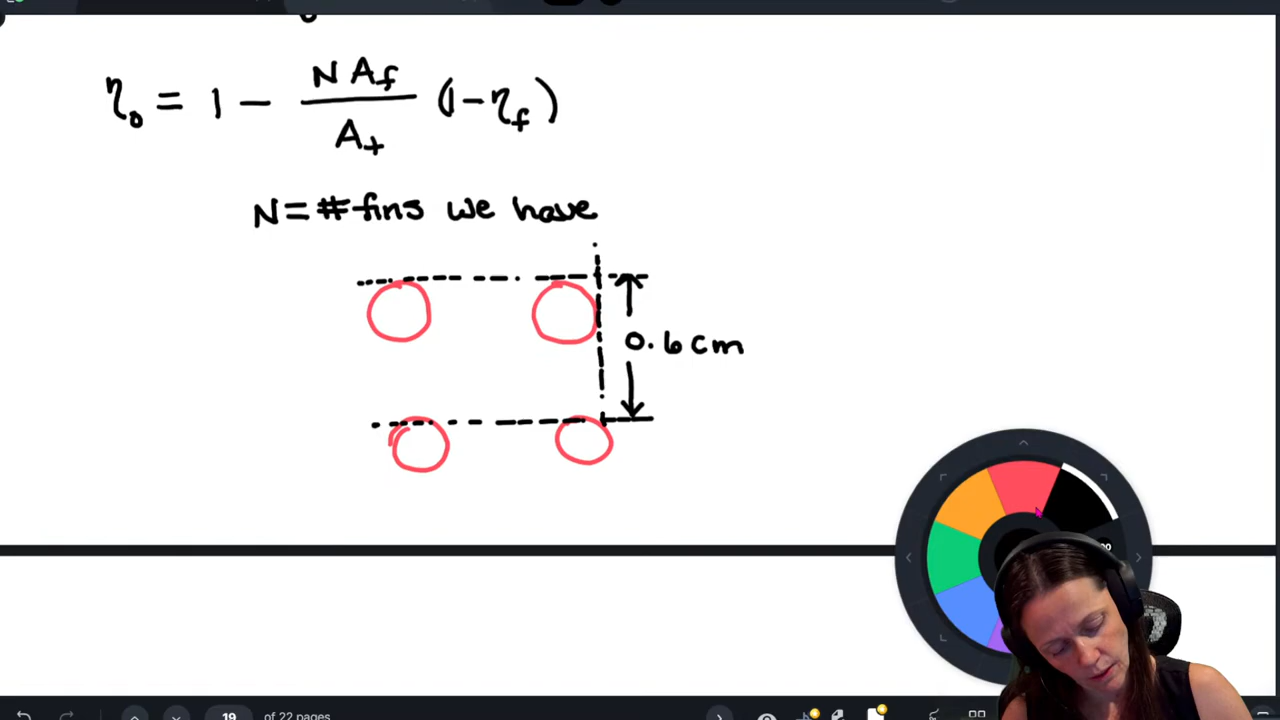 η₀ = 1 - N A_f / A_t (1-η_f)
N = # fins we have
0.6 cm
19 of 22 pages